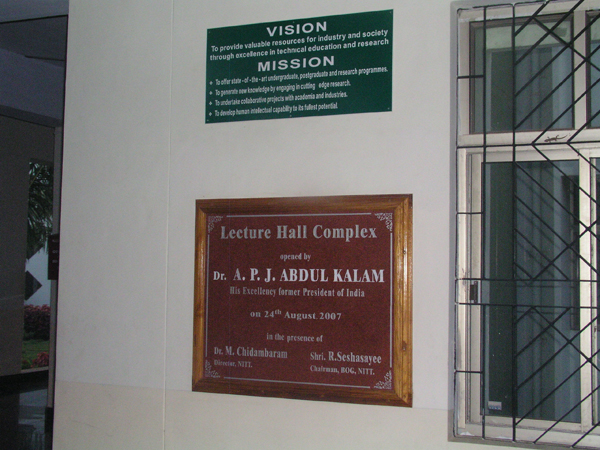 VISION
To provide valuable resources for industry and society
through excellence in technical education and research
MISSION
To offer state-of-the-art undergraduate, postgraduate and research programmes.
To generate new knowledge by engaging in cutting edge research.
To undertake collaborative projects with academia and industries.
To develop human intellectual capability to its fullest potential.
Lecture Hall Complex
opened by
Dr. A. P. J. ABDUL KALAM
His Excellency former President of India
on 24th August 2007
in the presence of
Dr. M. Chidambaram Shri. R.Seshasayee
Director, NITT. Chairman, BOG, NITT.